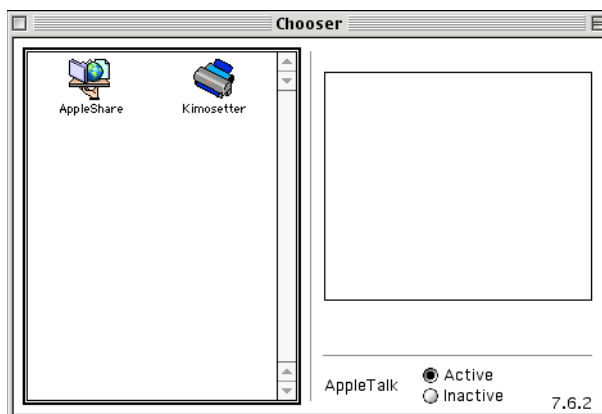 Chooser
AppleShare
Kimosetter
AppleTalk
Active
Inactive
7.6.2